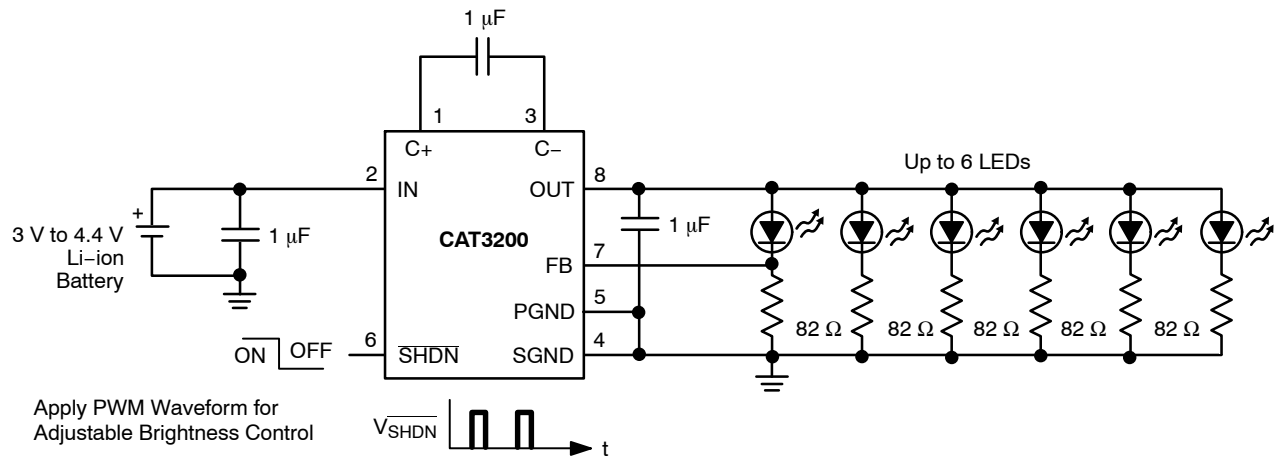 1 μF
1
3
C+
C−
2
IN
OUT
8
Up to 6 LEDs
+
3 V to 4.4 V
Li−ion
Battery
1 μF
CAT3200
1 μF
FB
7
PGND
5
ON
OFF
6
SHDN
SGND
4
82 Ω
82 Ω
82 Ω
82 Ω
82 Ω
Apply PWM Waveform for
Adjustable Brightness Control
VSHDN
t